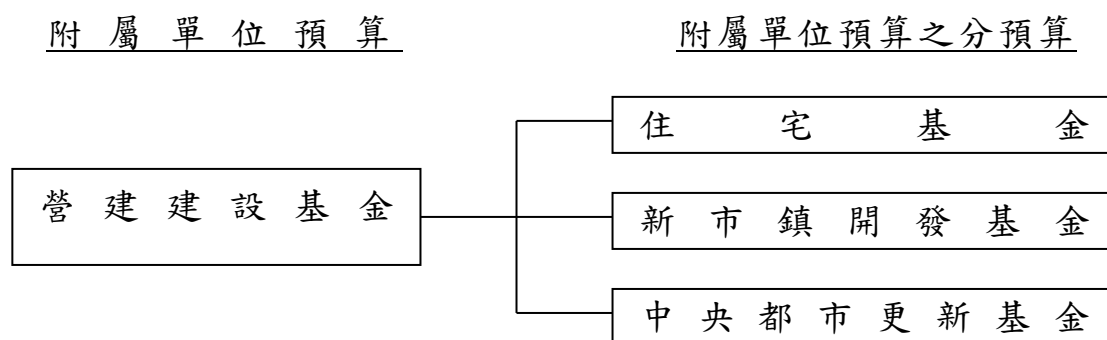 附屬單位預算
附屬單位預算之分預算
住宅基金
營建建設基金
新市鎮開發基金
中央都市更新基金